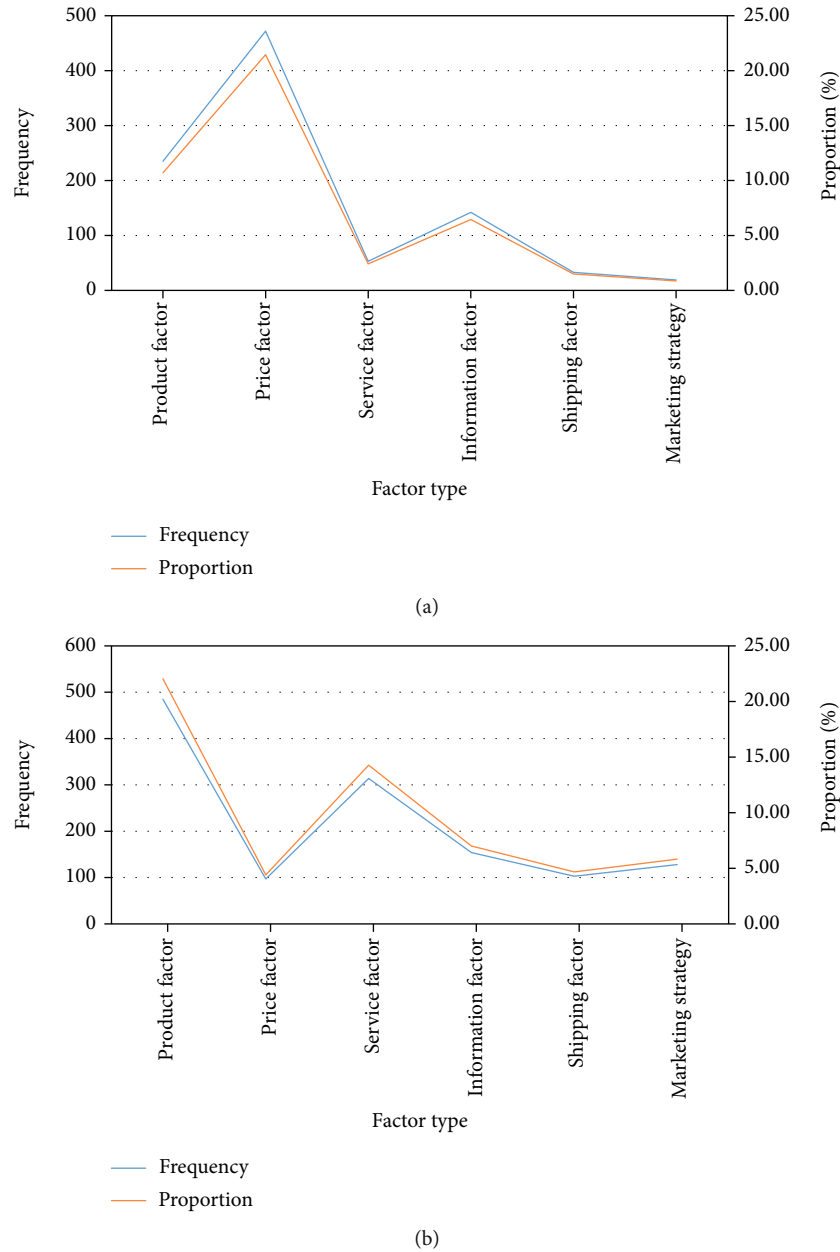 500
400
300
200
100
0
Frequency
25.00
20.00
15.00
10.00
5.00
0.00
Proportion (%)
Product factor
Price factor
Service factor
Information factor
Shipping factor
Marketing strategy
Factor type
Frequency
Proportion
(a)
600
500
400
300
200
100
0
Frequency
25.00
20.00
15.00
10.00
5.00
0.00
Proportion (%)
Product factor
Price factor
Service factor
Information factor
Shipping factor
Marketing strategy
Factor type
Frequency
Proportion
(b)